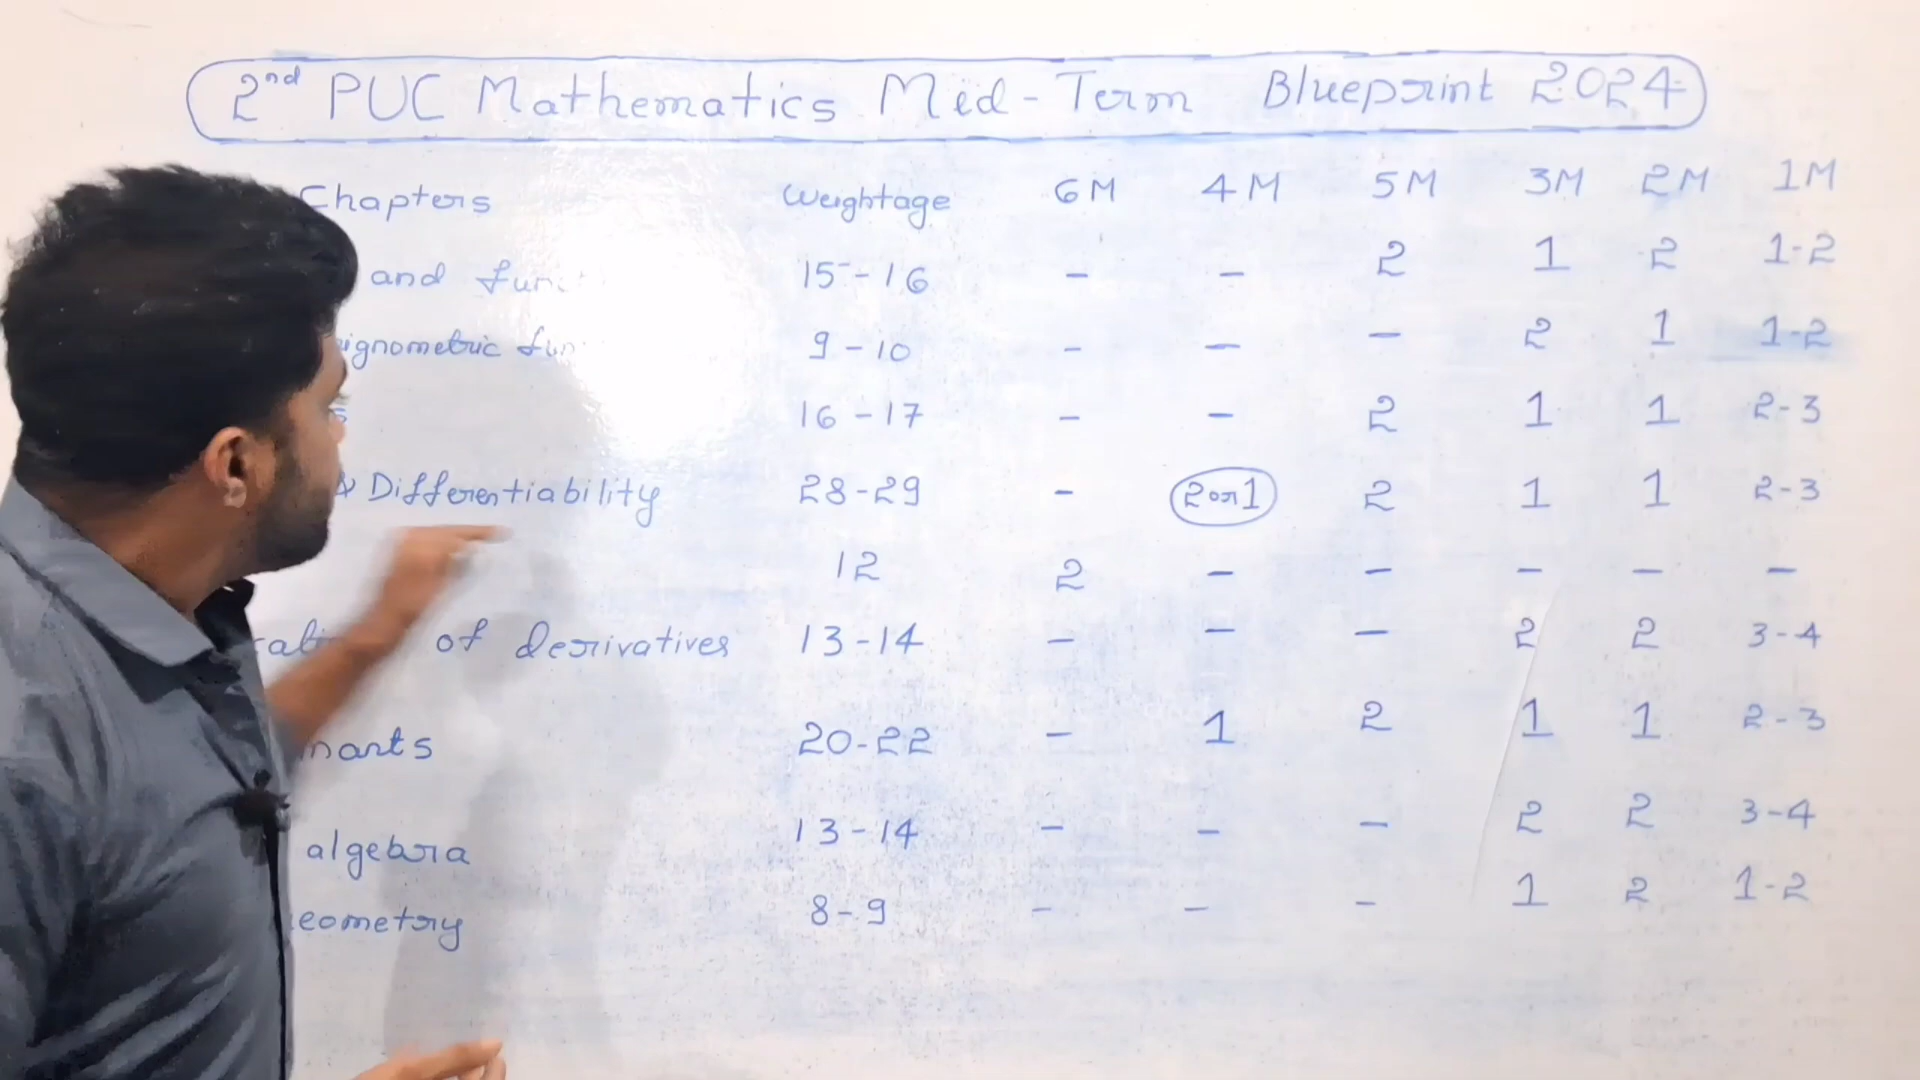 2nd PUC Mathematics Mid-Term Blueprint 2024
Chapters Weightage 6M 4M 5M 3M 2M 1M
and 15-16 - - 2 1 2 1-2
9-10 - - - 2 1 1-2
16-17 - - 2 1 1 2-3
& Differentiability 28-29 - 2 or 1 2 1 1 2-3
12 2 - - - - -
of derivatives 13-14 - - - 2 2 3-4
20-22 - 1 2 1 1 2-3
algebra 13-14 - - - 2 2 3-4
8-9 - - - 1 2 1-2